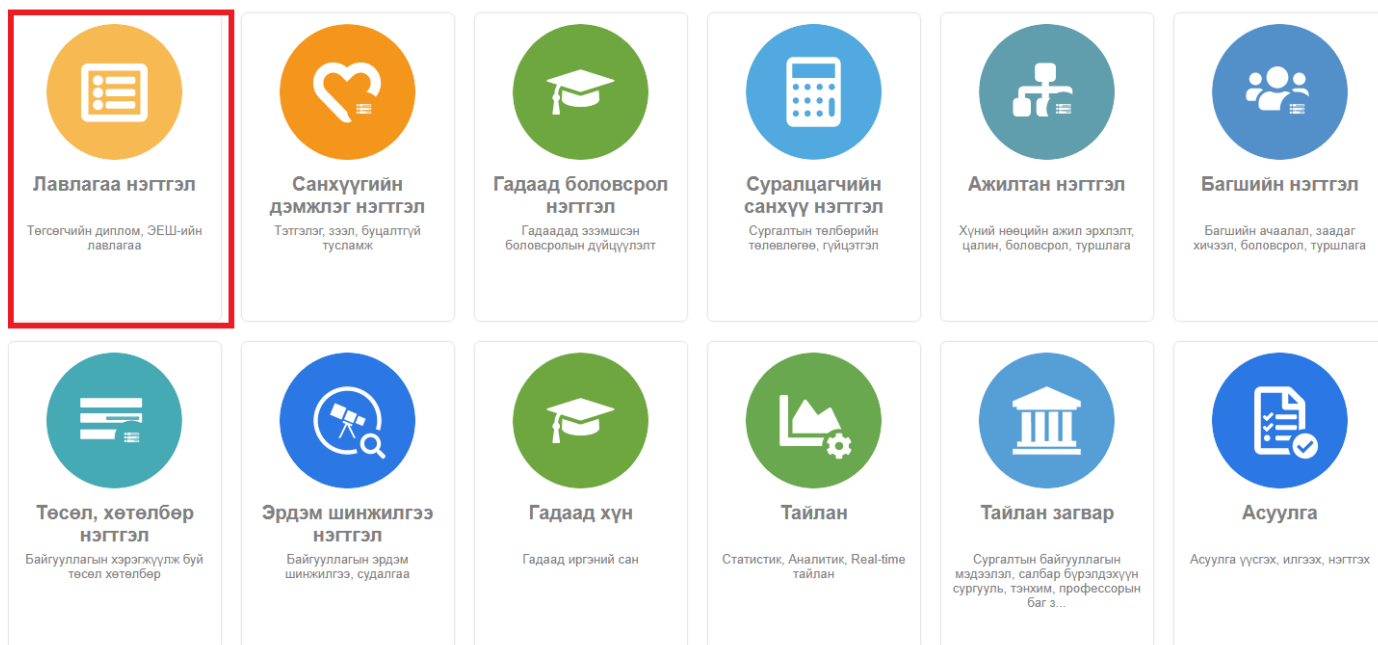 Лавлагаа нэгтгэл
Төгсөгчийн диплом, ЭЕШ-ийн
лавлагаа
Санхүүгийн
дэмжлэг нэгтгэл
Тэтгэлэг, зээл, буцалтгүй
тусламж
Гадаад боловсрол
нэгтгэл
Гадаадад эзэмшсэн
боловсролын дүйцүүлэлт
Суралцагчийн
санхүү нэгтгэл
Сургалтын төлбөрийн
төлөвлөгөө, гүйцэтгэл
Ажилтан нэгтгэл
Хүний нөөцийн ажил эрхлэлт,
цалин, боловсрол, туршлага
Багшийн нэгтгэл
Багшийн ачаалал, заадаг
хичээл, боловсрол, туршлага
Төсөл, хөтөлбөр
нэгтгэл
Байгууллагын хэрэгжүүлж буй
төсөл хөтөлбөр
Эрдэм шинжилгээ
нэгтгэл
Байгууллагын эрдэм
шинжилгээ, судалгаа
Гадаад хүн
Гадаад иргэний сан
Тайлан
Статистик, Аналитик, Real-time
тайлан
Тайлан загвар
Сургалтын байгууллагын
мэдээлэл, салбар бүрэлдэхүүн
сургууль, тэнхим, профессорын
баг з...
Асуулга
Асуулга үүсгэх, илгээх, нэгтгэх